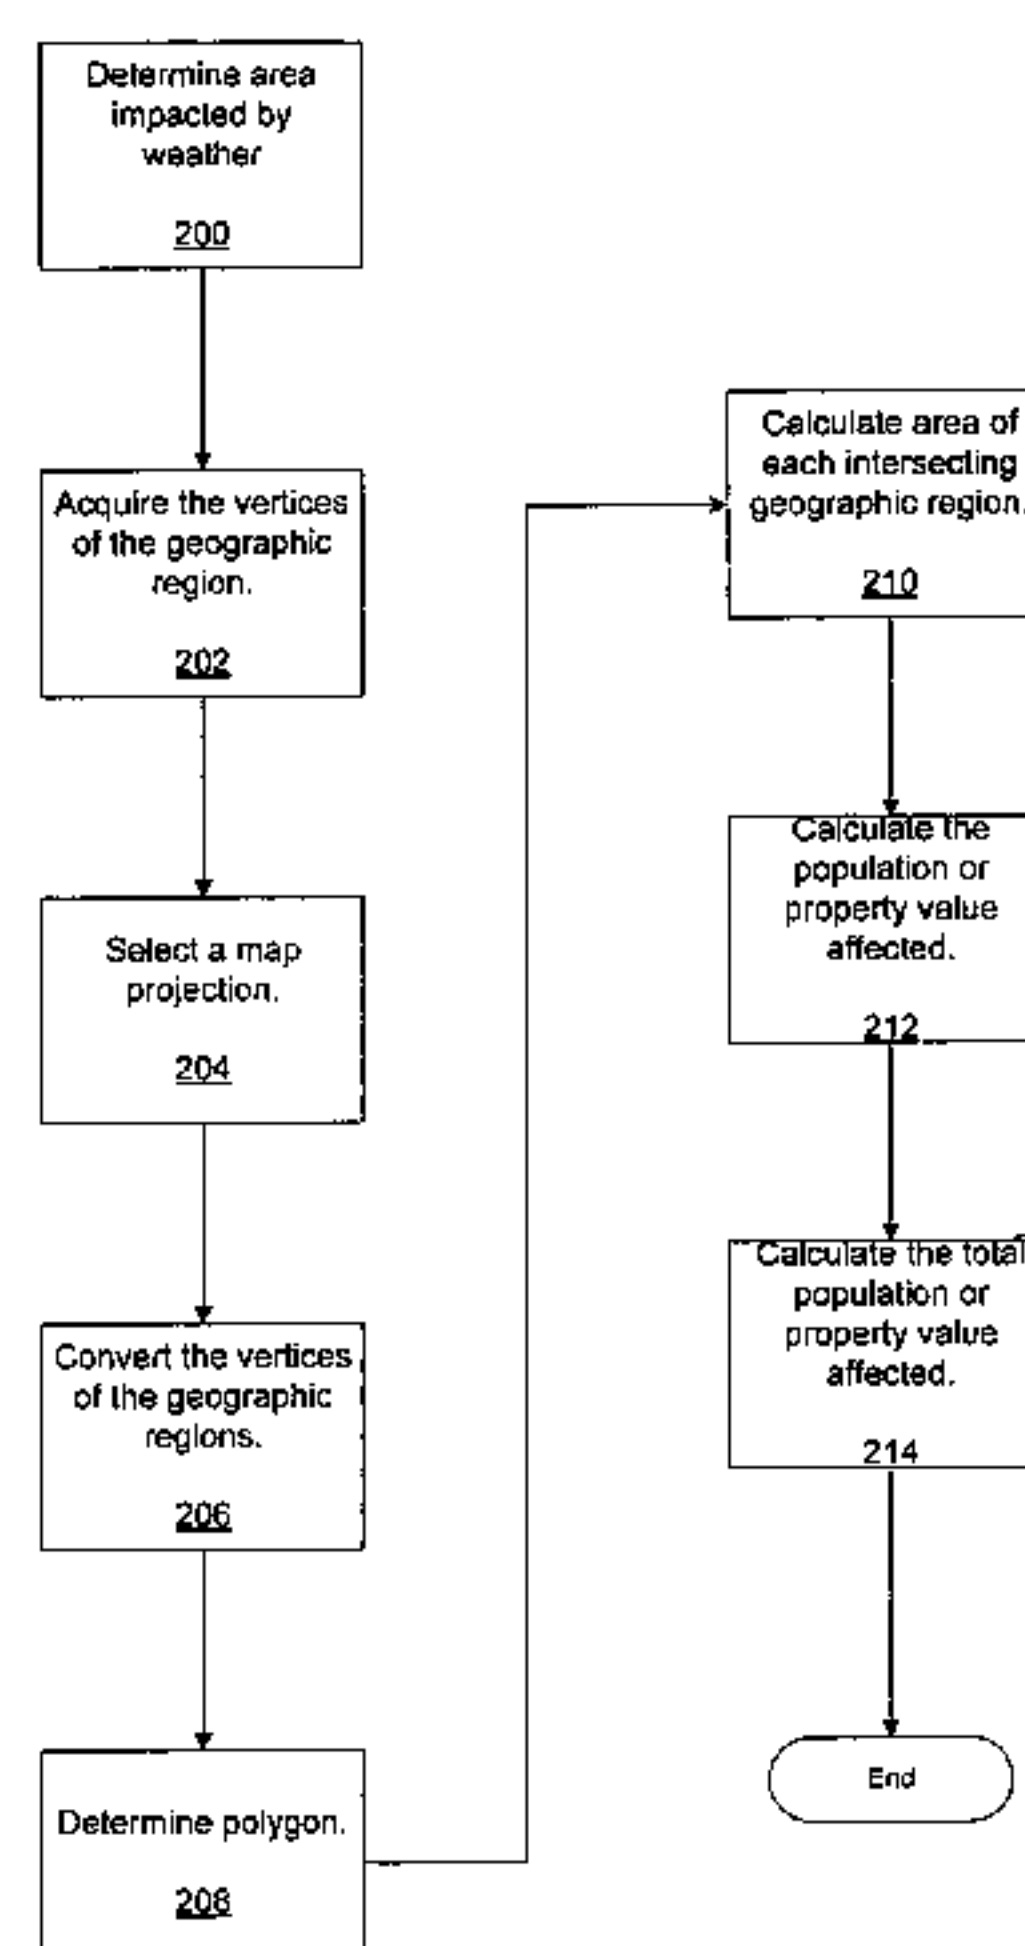 Determine area
impacted by
weather
200
Acquire the vertices
of the geographic
region.
202
Select a map
projection.
204
Convert the vertices
of the geographic
regions.
206
Determine polygon.
208
Calculate area of
each intersecting
geographic region.
210
Calculate the
population or
property value
affected.
212
Calculate the total
population or
property value
affected.
214
End